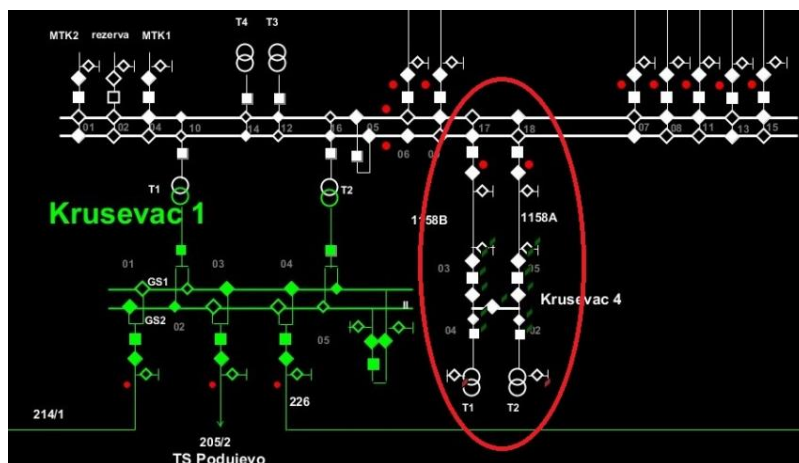 T4 T3
MTK2 rezerva MTK1
01 02 04 10 14 12 16 05 17 18 07 08 11 13 15
06
T1 T2
Krusevac 1
1158B 1158A
01 03 04 03 05
GS1
Krusevac 4
GS2 02 05 04 02
II
T1 T2
226
214/1
205/2
TS Podujevo